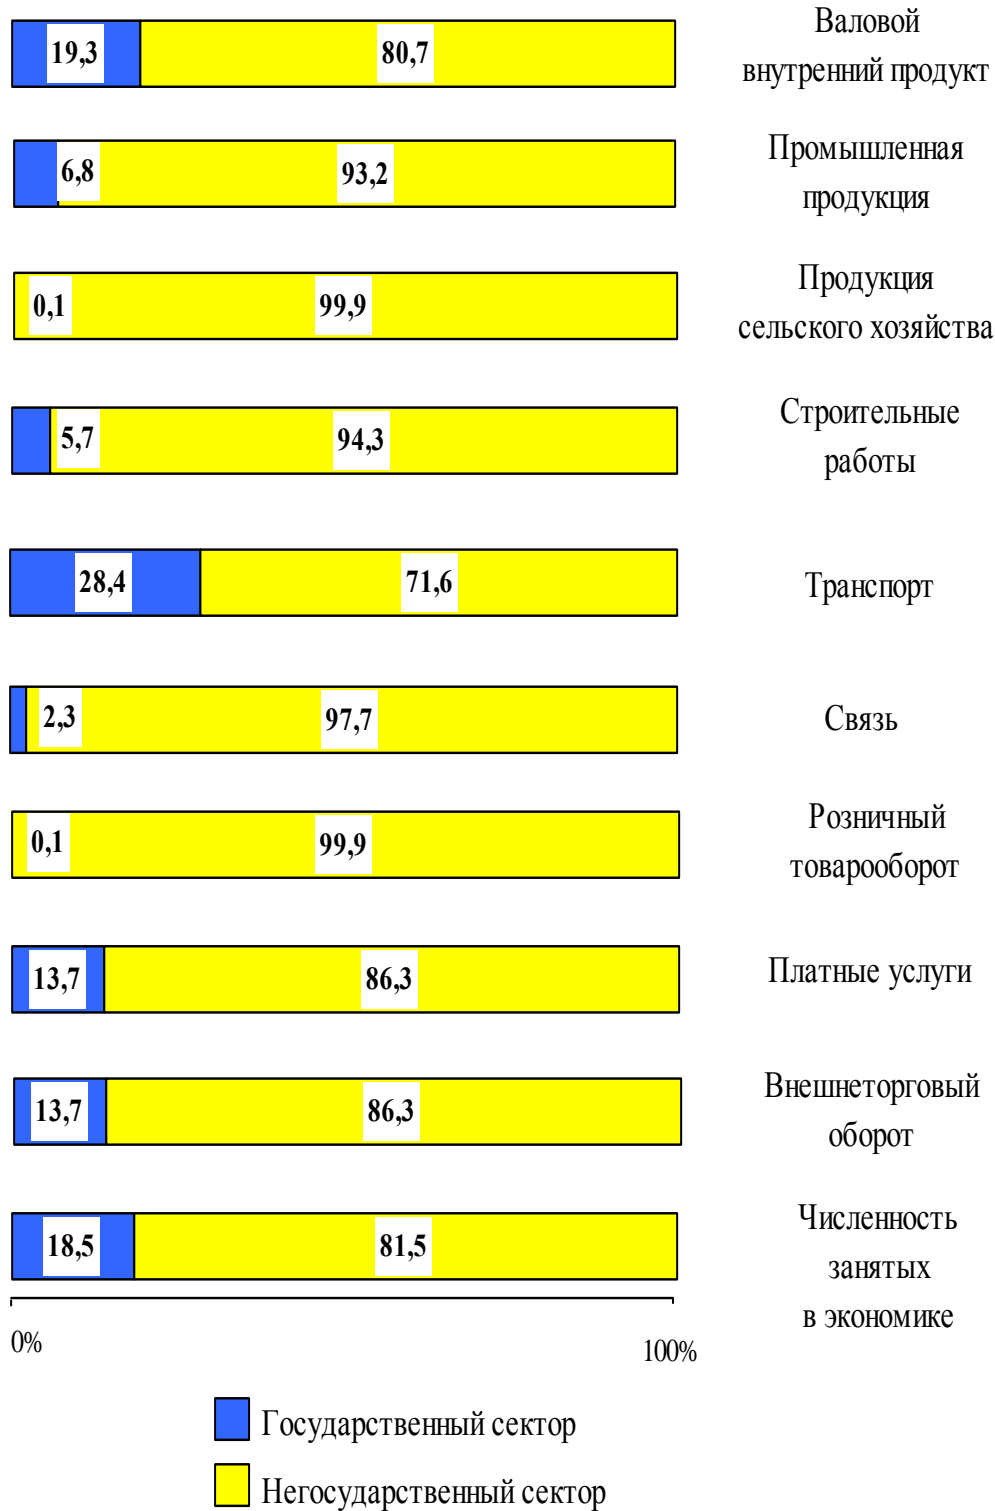 19,3
80,7
Валовой
внутренний продукт
6,8
93,2
Промышленная
продукция
0,1
99,9
Продукция
сельского хозяйства
5,7
94,3
Строительные
работы
28,4
71,6
Транспорт
2,3
97,7
Связь
0,1
99,9
Розничный
товарооборот
13,7
86,3
Платные услуги
13,7
86,3
Внешнеторговый
оборот
18,5
81,5
Численность
занятых
в экономике
0%
100%
Государственный сектор
Негосударственный сектор